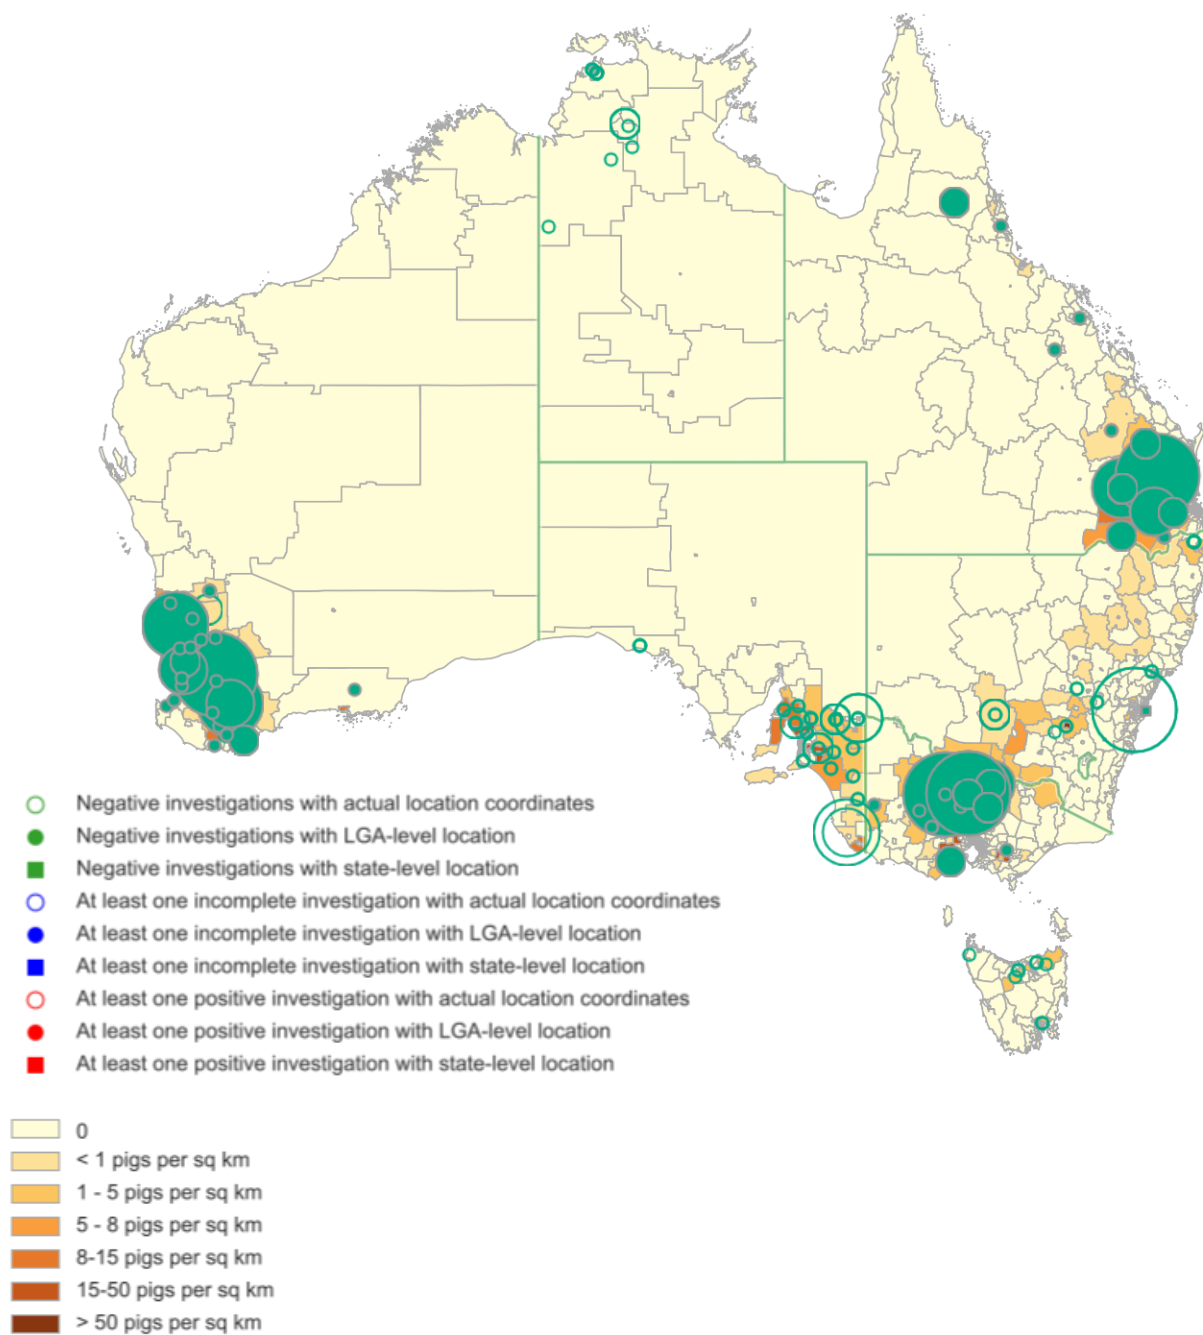 Negative investigations with actual location coordinates
Negative investigations with LGA-level location
Negative investigations with state-level location
At least one incomplete investigation with actual location coordinates
At least one incomplete investigation with LGA-level location
At least one incomplete investigation with state-level location
At least one positive investigation with actual location coordinates
At least one positive investigation with LGA-level location
At least one positive investigation with state-level location
0
< 1 pigs per sq km
1 - 5 pigs per sq km
5 - 8 pigs per sq km
8-15 pigs per sq km
15-50 pigs per sq km
> 50 pigs per sq km